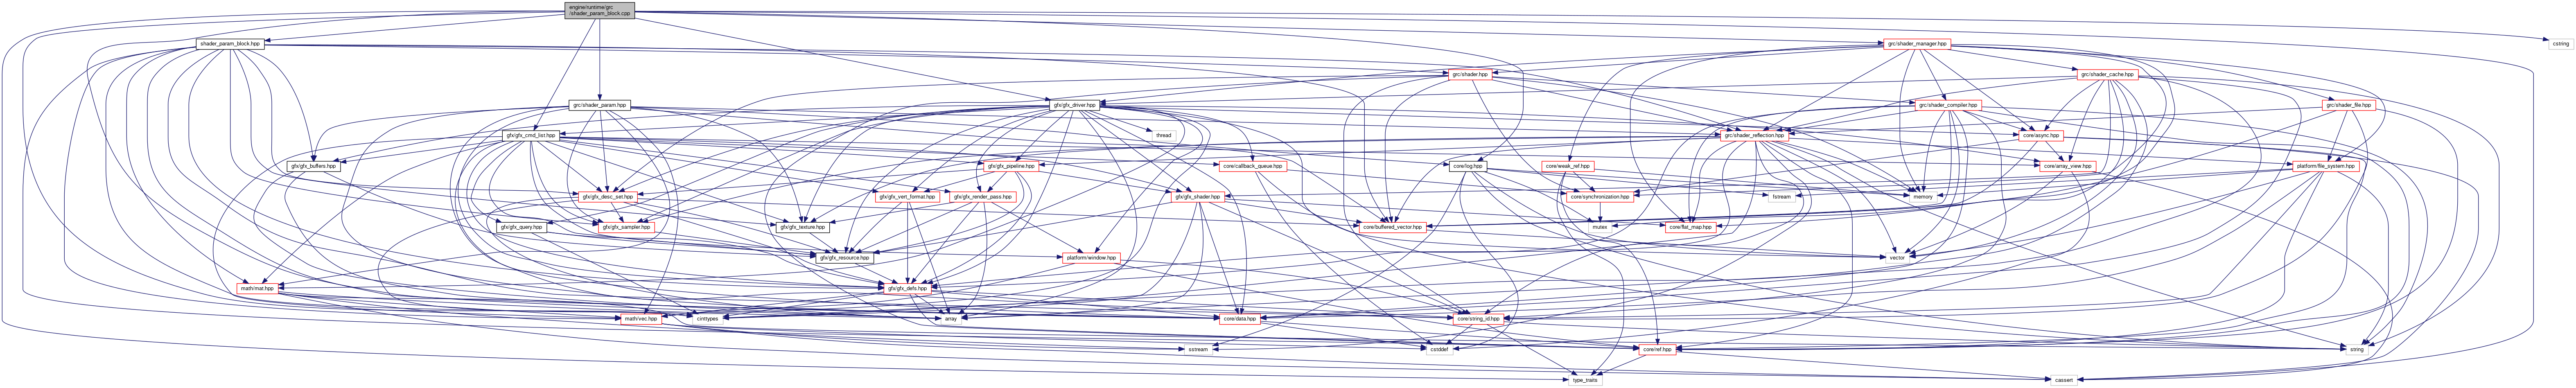 engine/runtime/grc
/shader_param_block.cpp
shader_param_block.hpp
grc/shader_manager.hpp
cstring
grc/shader.hpp
grc/shader_cache.hpp
grc/shader_param.hpp
gfx/gfx_driver.hpp
grc/shader_compiler.hpp
grc/shader_file.hpp
gfx/gfx_cmd_list.hpp
thread
grc/shader_reflection.hpp
core/async.hpp
gfx/gfx_buffers.hpp
gfx/gfx_pipeline.hpp
core/callback_queue.hpp
core/log.hpp
core/weak_ref.hpp
core/array_view.hpp
platform/file_system.hpp
gfx/gfx_desc_set.hpp
gfx/gfx_vert_format.hpp
gfx/gfx_render_pass.hpp
gfx/gfx_shader.hpp
core/synchronization.hpp
fstream
memory
gfx/gfx_query.hpp
gfx/gfx_sampler.hpp
gfx/gfx_texture.hpp
core/buffered_vector.hpp
mutex
core/flat_map.hpp
gfx/gfx_resource.hpp
platform/window.hpp
vector
math/mat.hpp
gfx/gfx_defs.hpp
math/vec.hpp
cinttypes
array
core/data.hpp
core/string_id.hpp
sstream
cstddef
core/ref.hpp
string
type_traits
cassert